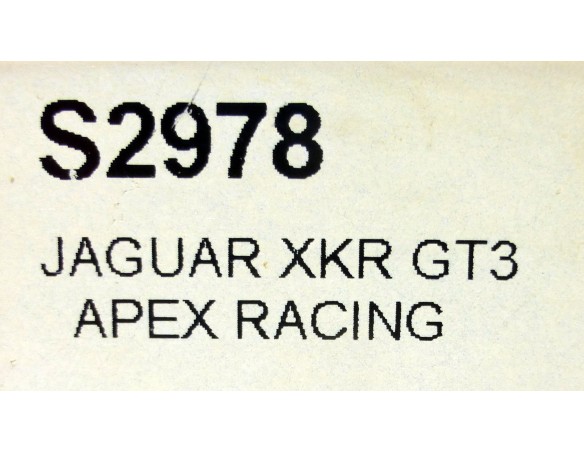 S2978
JAGUAR XKR GT3
APEX RACING